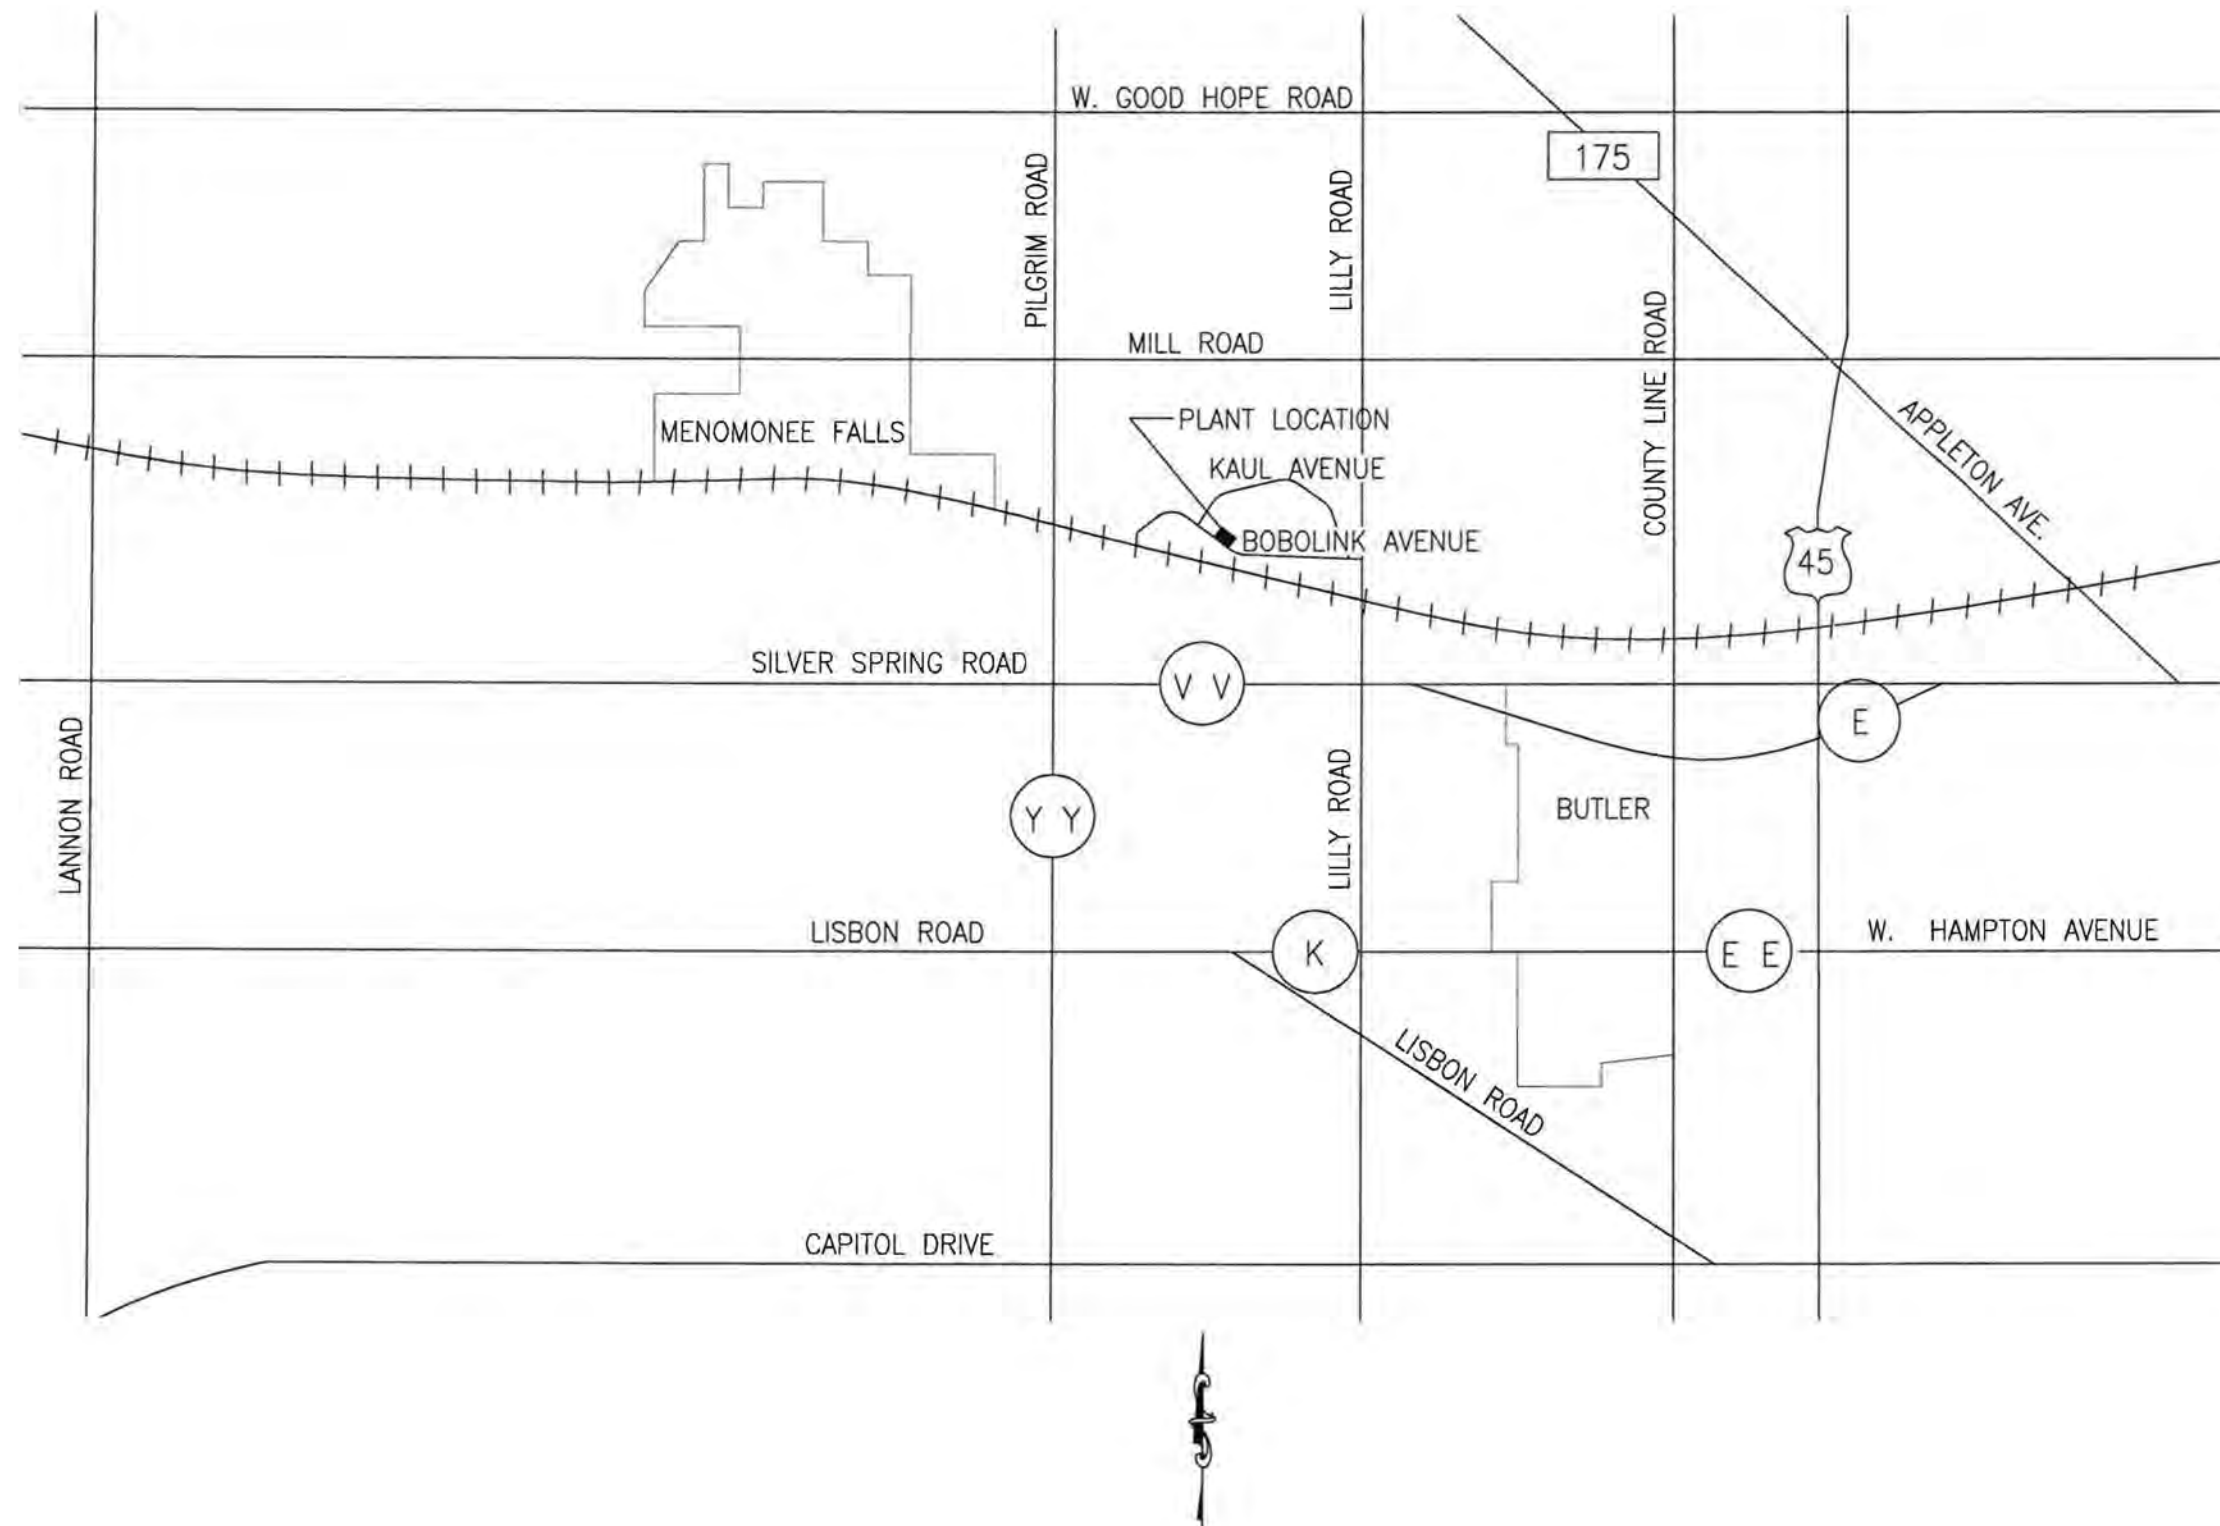 W. GOOD HOPE ROAD
175
PILGRIM ROAD
LILLY ROAD
COUNTY LINE ROAD
MILL ROAD
APPLETON AVE.
PLANT LOCATION
MENOMONEE FALLS
KAUL AVENUE
BOBOLINK AVENUE
45
SILVER SPRING ROAD
V V
E
LANNON ROAD
Y Y
LILLY ROAD
BUTLER
LISBON ROAD
K
E E
W. HAMPTON AVENUE
LISBON ROAD
CAPITOL DRIVE